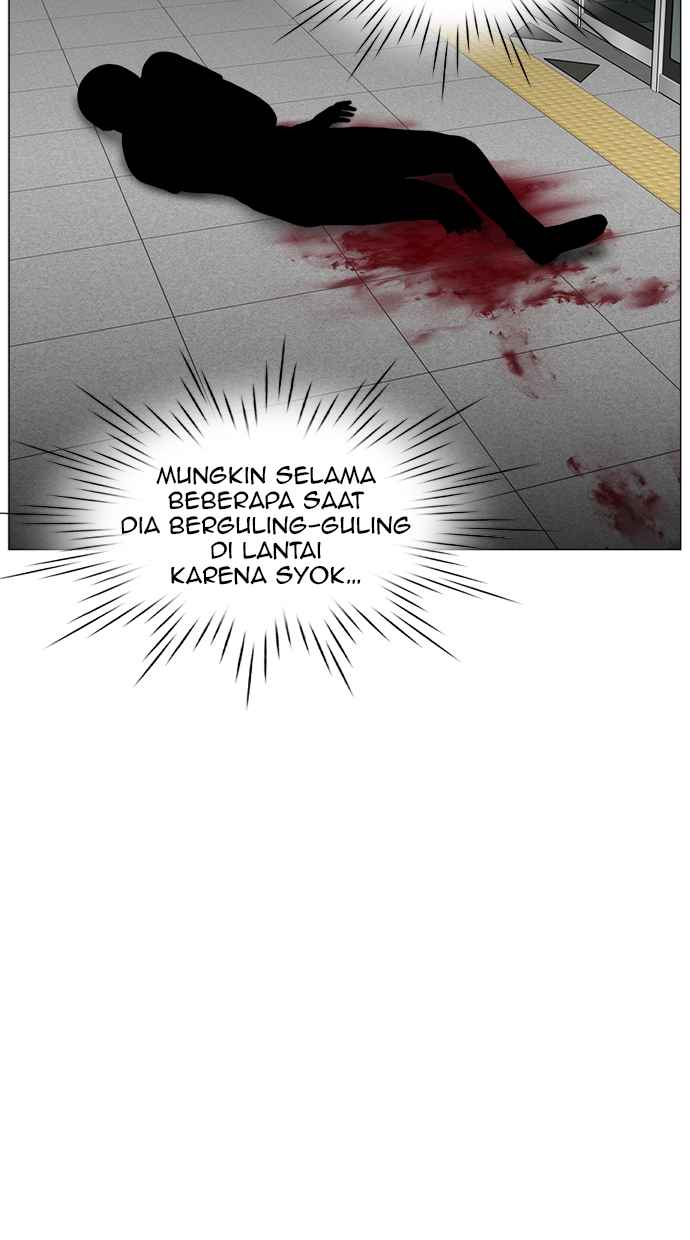 MUNGKIN SELAMA
BEBERAPA SAAT
DIA BERGULING-GULING
DI LANTAI
KARENA SYOK...